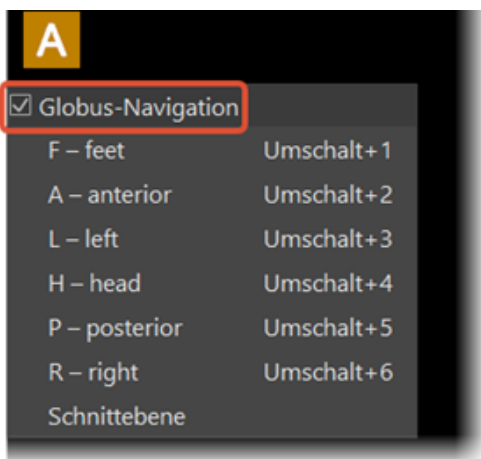 A
Globus-Navigation
F – feet Umschalt+1
A – anterior Umschalt+2
L – left Umschalt+3
H – head Umschalt+4
P – posterior Umschalt+5
R – right Umschalt+6
Schnittebene